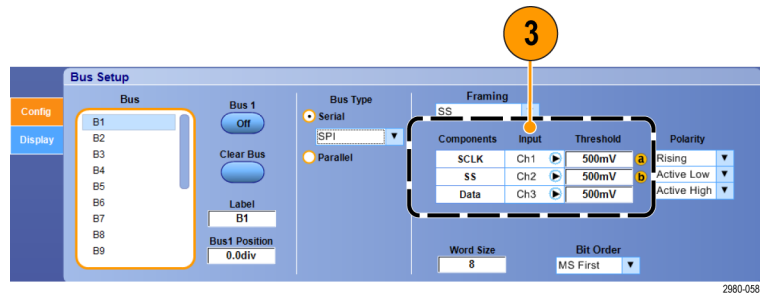 3
Bus Setup
Config
Display
Bus
B1
B2
B3
B4
B5
B6
B7
B8
B9
Bus 1
Off
Clear Bus
Label
B1
Bus1 Position
0.0div
Bus Type
Serial
SPI
Parallel
Framing
SS
Components Input Threshold Polarity
SCLK Ch1 500mV a Rising
SS Ch2 500mV b Active Low
Data Ch3 500mV Active High
Word Size Bit Order
8 MS First
2980-058